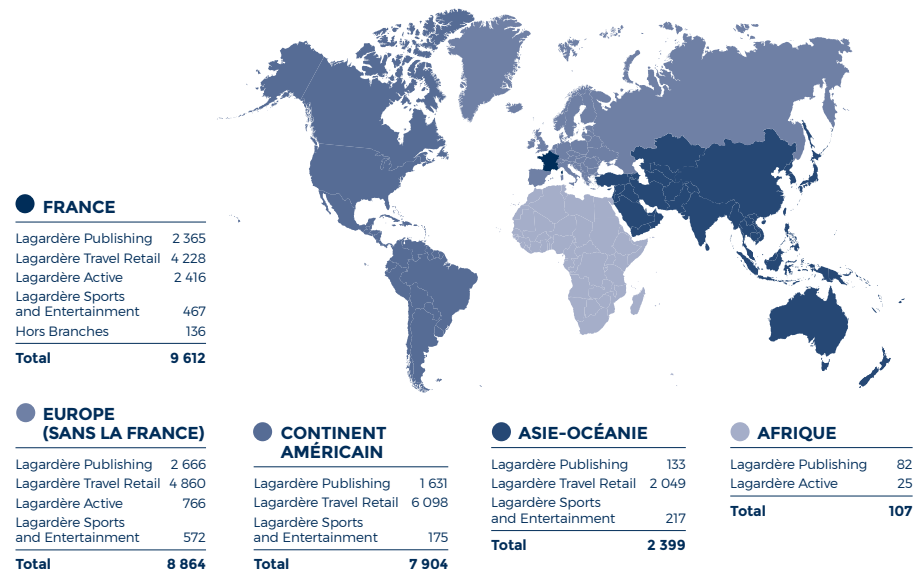 FRANCE
Lagardère Publishing 2 365
Lagardère Travel Retail 4 228
Lagardère Active 2 416
Lagardère Sports
and Entertainment 467
Hors Branches 136
Total 9 612
EUROPE
(SANS LA FRANCE)
Lagardère Publishing 2 666
Lagardère Travel Retail 4 860
Lagardère Active 766
Lagardère Sports
and Entertainment 572
Total 8 864
CONTINENT
AMÉRICAIN
Lagardère Publishing 1 631
Lagardère Travel Retail 6 098
Lagardère Sports
and Entertainment 175
Total 7 904
ASIE-OCÉANIE
Lagardère Publishing 133
Lagardère Travel Retail 2 049
Lagardère Sports
and Entertainment 217
Total 2 399
AFRIQUE
Lagardère Publishing 82
Lagardère Active 25
Total 107